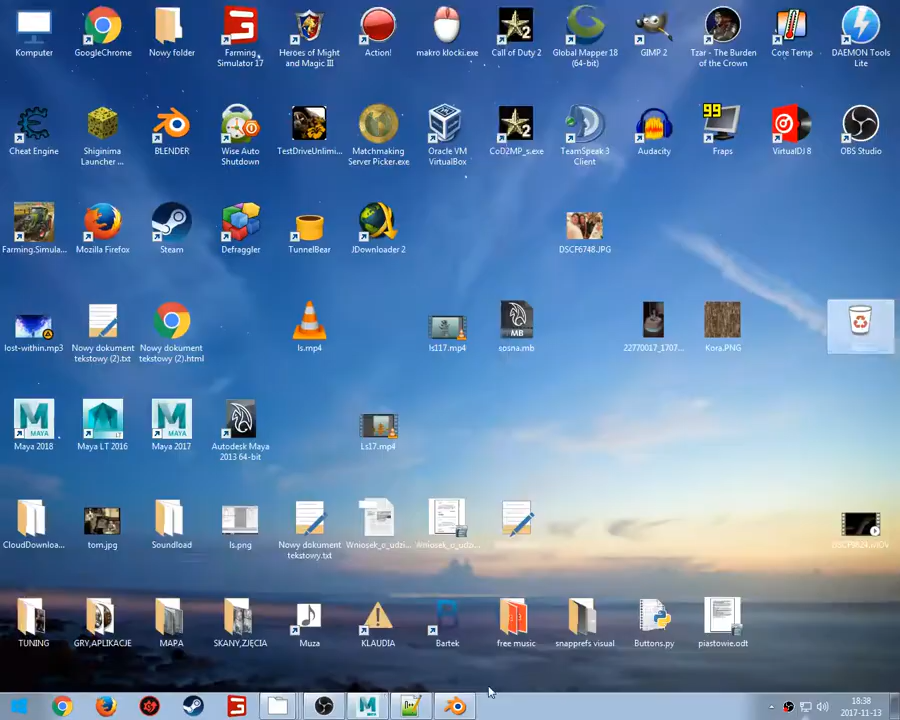 Komputer
GoogleChrome
Nowy folder
Farming
Simulator 17
Heroes of Might
and Magic III
Action!
makro klocki.exe
Call of Duty 2
Global Mapper 18
(64-bit)
GIMP 2
Tzar - The Burden
of the Crown
Core Temp
DAEMON Tools
Lite
Cheat Engine
Shiginima
Launcher ...
BLENDER
Wise Auto
Shutdown
TestDriveUnlimi...
Matchmaking
Server Picker.exe
Oracle VM
VirtualBox
CoD2MP_s.exe
TeamSpeak 3
Client
Audacity
99
Fraps
VirtualDJ 8
OBS Studio
Farming.Simula...
Mozilla Firefox
Steam
Defraggler
TunnelBear
JDownloader 2
DSCF6748.JPG
lost-within.mp3
Nowy dokument
tekstowy (2).txt
Nowy dokument
tekstowy (2).html
ls.mp4
ls117.mp4
MB
sosna.mb
22770017_1707...
Kora.PNG
Maya 2018
Maya LT 2016
Maya 2017
Autodesk Maya
2013 64-bit
Ls17.mp4
CloudDownloa...
tom.jpg
Soundload
ls.png
Nowy dokument
tekstowy.txt
Wniosek_o_udzi...
Wniosek_o_udzi...
TUNING
GRY,APLIKACJE
MAPA
SKANY,ZJĘCIA
Muza
KLAUDIA
Bartek
free music
snapprefs visual
Buttons.py
piastowie.odt
18:38
2017-11-13